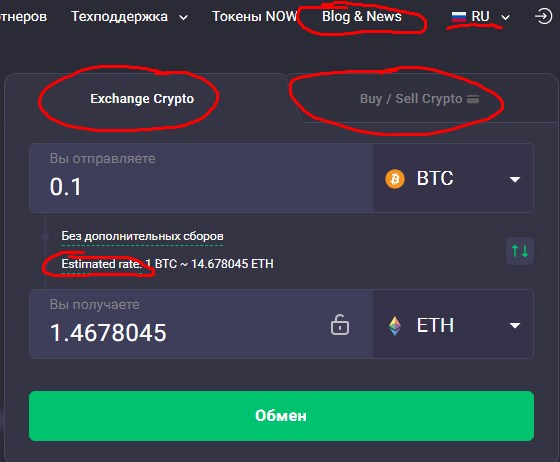 тнеров Техподдержка Токены NOW Blog & News RU
Exchange Crypto Buy / Sell Crypto
Вы отправляете
0.1 BTC
Без дополнительных сборов
Estimated rate: 1 BTC ~ 14.678045 ETH
Вы получаете
1.4678045 ETH
Обмен